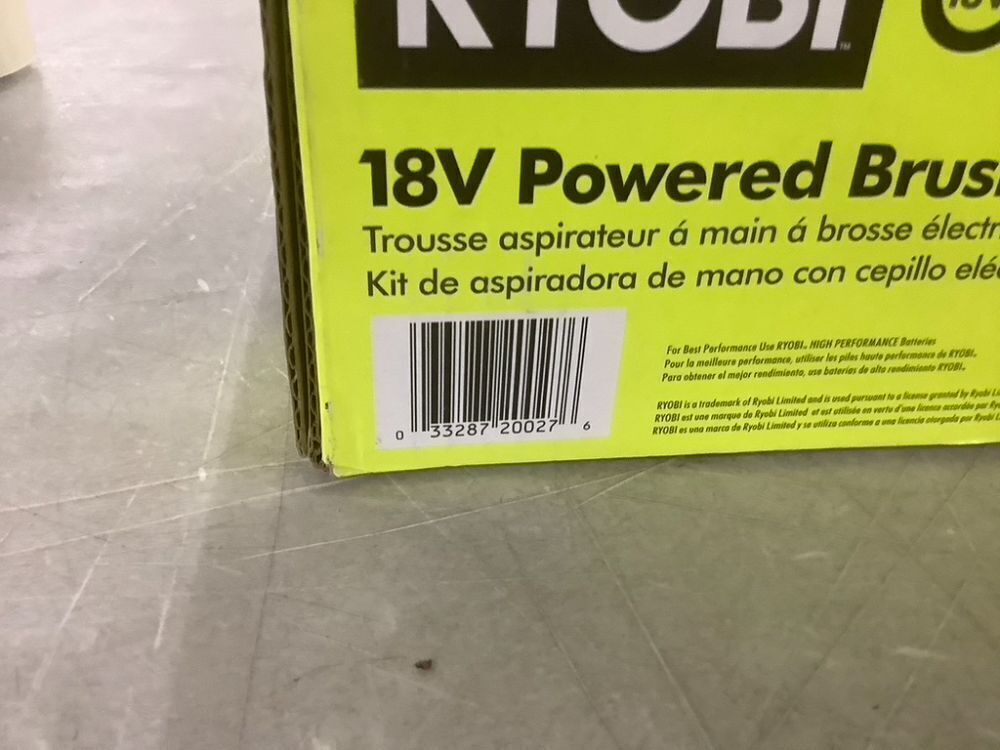 RYOBI™
18V
18V Powered Brus
Trousse aspirateur á main á brosse électr
Kit de aspiradora de mano con cepillo elé
For Best Performance Use RYOBI® HIGH PERFORMANCE Batteries
Pour la meilleure performance, utiliser les piles haute performance de RYOBI®.
Para obtener el mejor rendimiento, use baterías de alto rendimiento RYOBI®.
RYOBI is a trademark of Ryobi Limited and is used pursuant to a license granted by Ryobi L
RYOBI est une marque de Ryobi Limited et est utilisée en vertu d'une licence accordée par Ry
RYOBI es una marca de Ryobi Limited y se utiliza conforme a una licencia otorgada por Ryobi
0 33287 20027 6